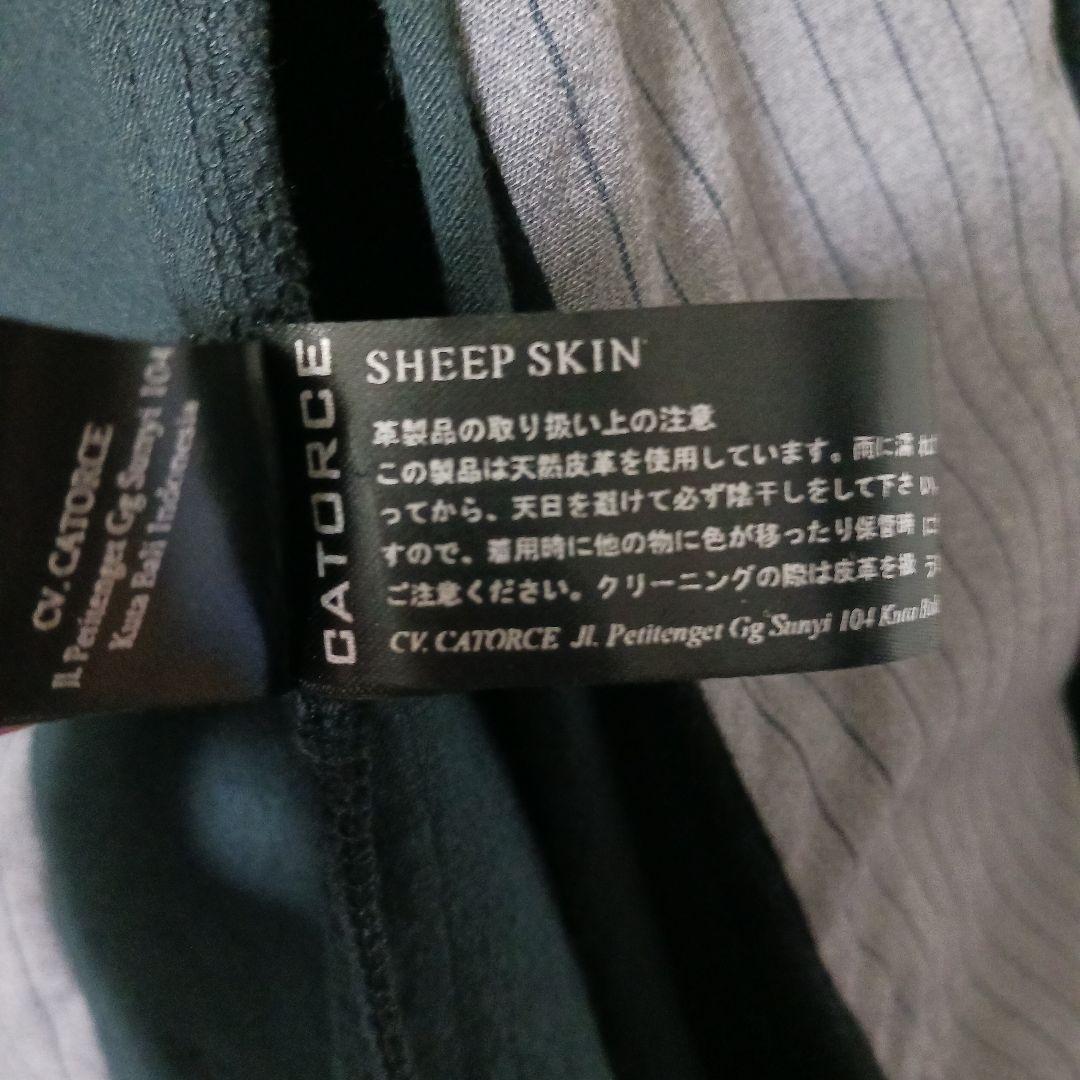 CV. CATORCE
Jl. Petitenget Gg Sunyi 104
Kuta Bali Indonesia
CATORCE
SHEEP SKIN
革製品の取り扱い上の注意
この製品は天然皮革を使用しています。雨に濡れ
ってから、天日を避けて必ず陰干しをして下さい
すので、着用時に他の物に色が移ったり保管時に
ご注意ください。クリーニングの際は皮革を扱う
CV. CATORCE Jl. Petitenget Gg Sunyi 104 Kuta Bali